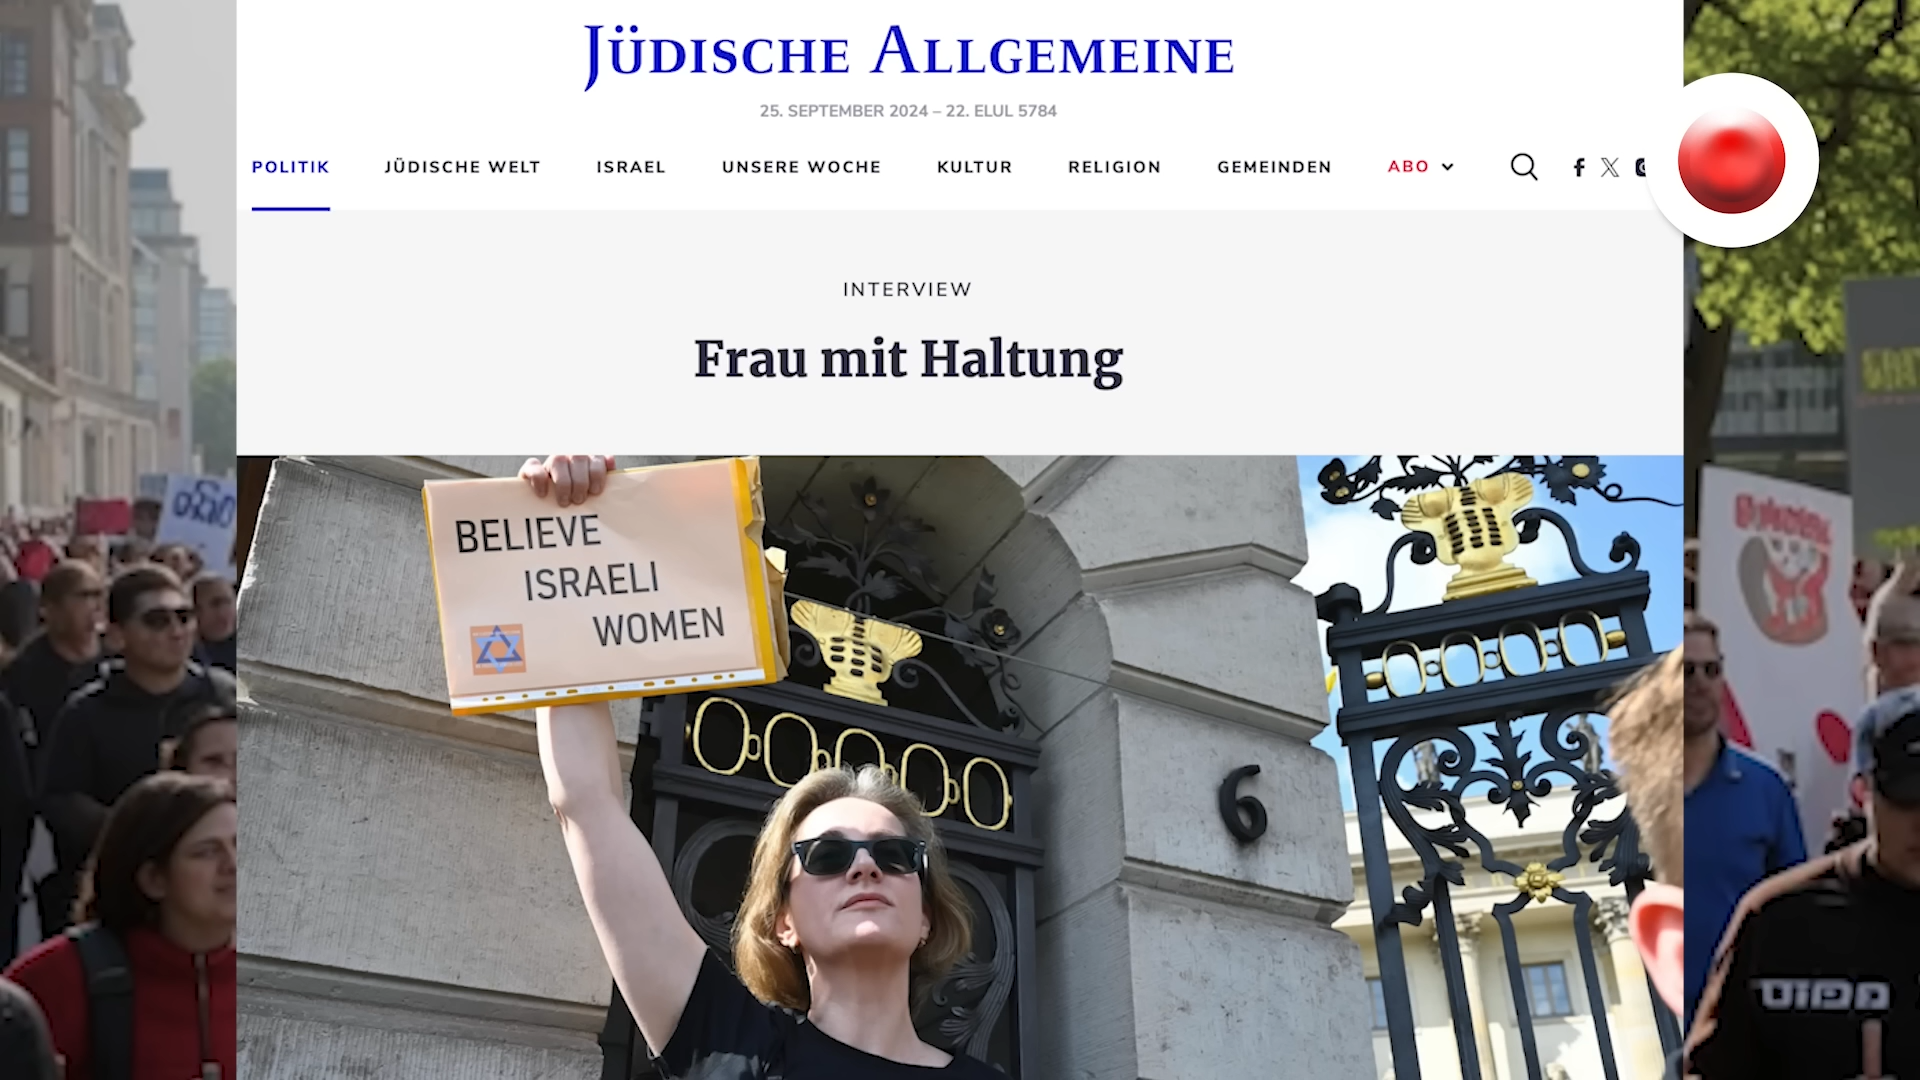 JÜDISCHE ALLGEMEINE
25. SEPTEMBER 2024 – 22. ELUL 5784
POLITIK JÜDISCHE WELT ISRAEL UNSERE WOCHE KULTUR RELIGION GEMEINDEN ABO
INTERVIEW
Frau mit Haltung
BELIEVE
ISRAELI
WOMEN
6